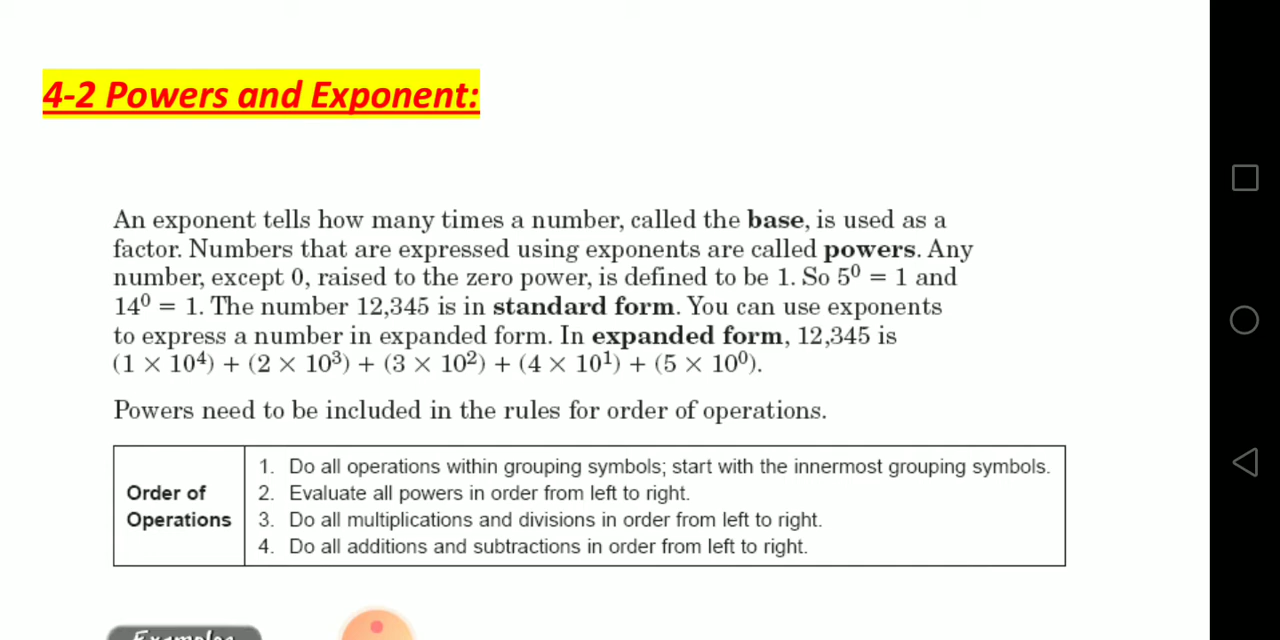 4-2 Powers and Exponent:
An exponent tells how many times a number, called the base, is used as a
factor. Numbers that are expressed using exponents are called powers. Any
number, except 0, raised to the zero power, is defined to be 1. So 5⁰ = 1 and
14⁰ = 1. The number 12,345 is in standard form. You can use exponents
to express a number in expanded form. In expanded form, 12,345 is
(1 × 10⁴) + (2 × 10³) + (3 × 10²) + (4 × 10¹) + (5 × 10⁰).
Powers need to be included in the rules for order of operations.
Order of
Operations
1. Do all operations within grouping symbols; start with the innermost grouping symbols.
2. Evaluate all powers in order from left to right.
3. Do all multiplications and divisions in order from left to right.
4. Do all additions and subtractions in order from left to right.
Examples